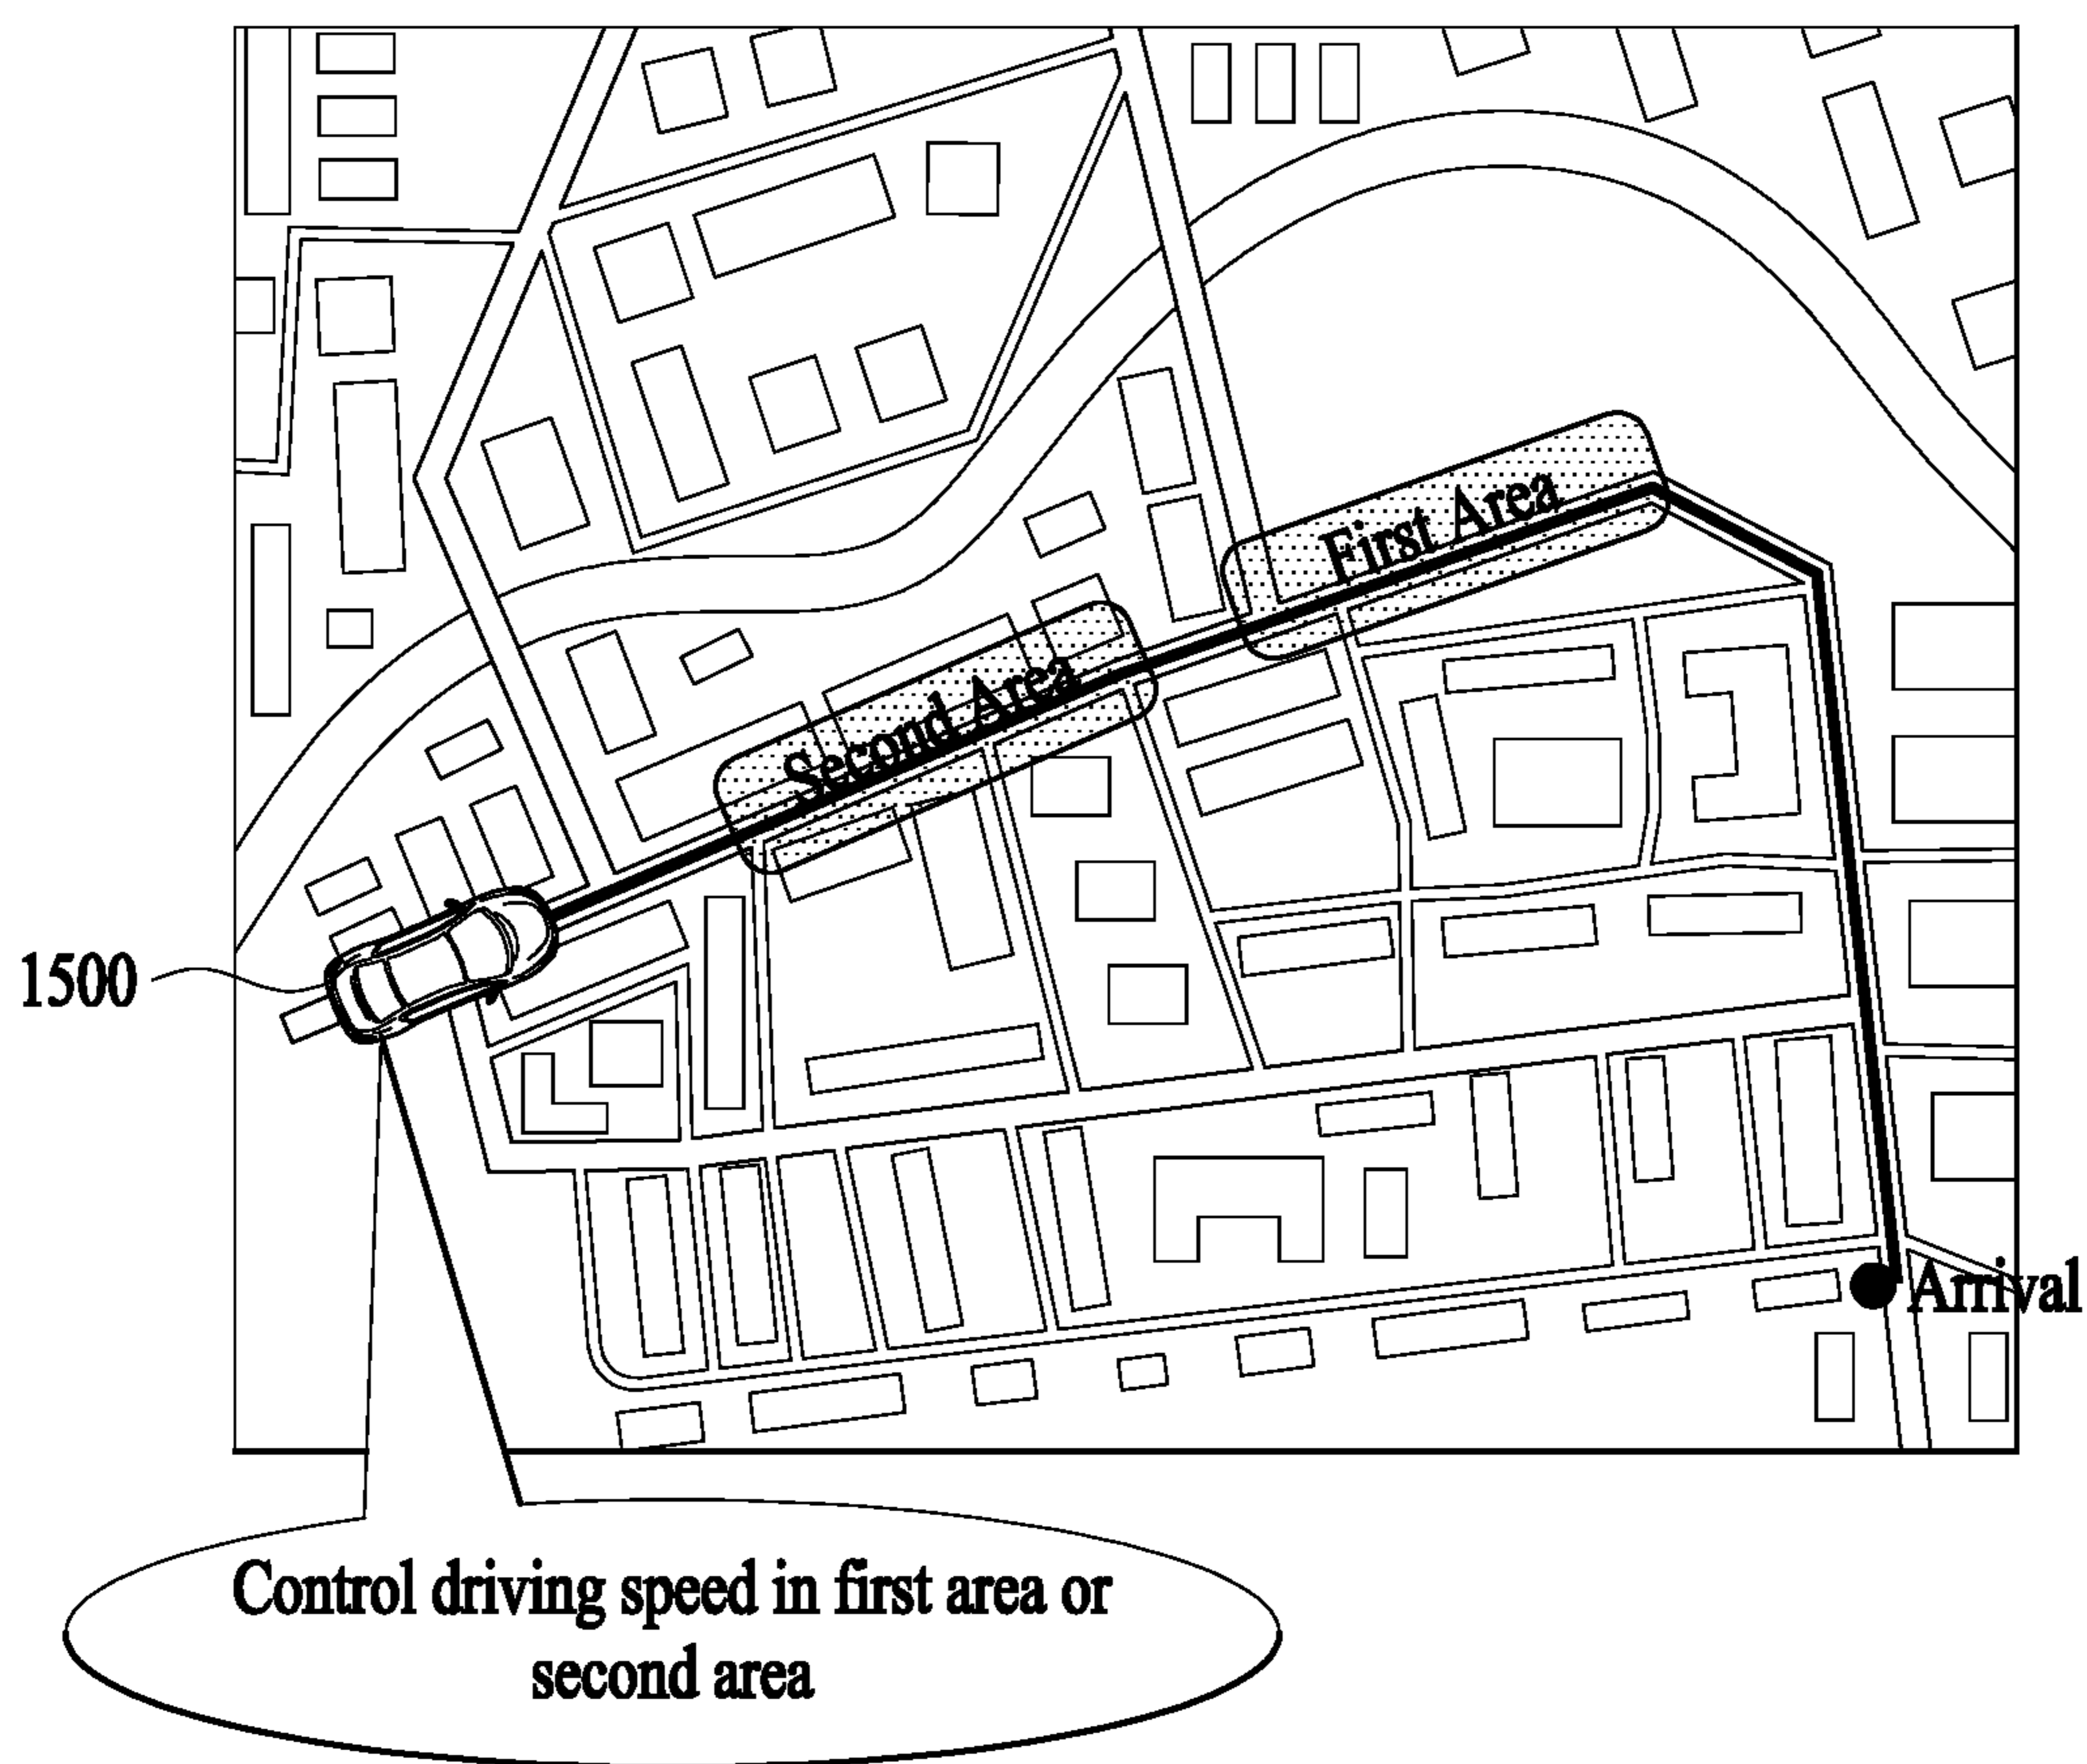 First Area
Second Area
1500
Arrival
Control driving speed in first area or
second area